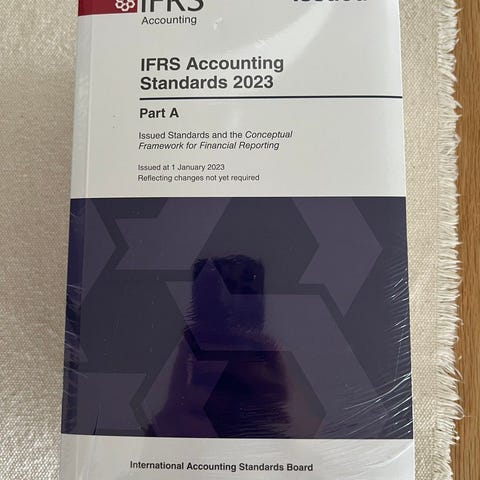 IFRS
Accounting
Issued
IFRS Accounting
Standards 2023
Part A
Issued Standards and the Conceptual
Framework for Financial Reporting
Issued at 1 January 2023
Reflecting changes not yet required
International Accounting Standards Board